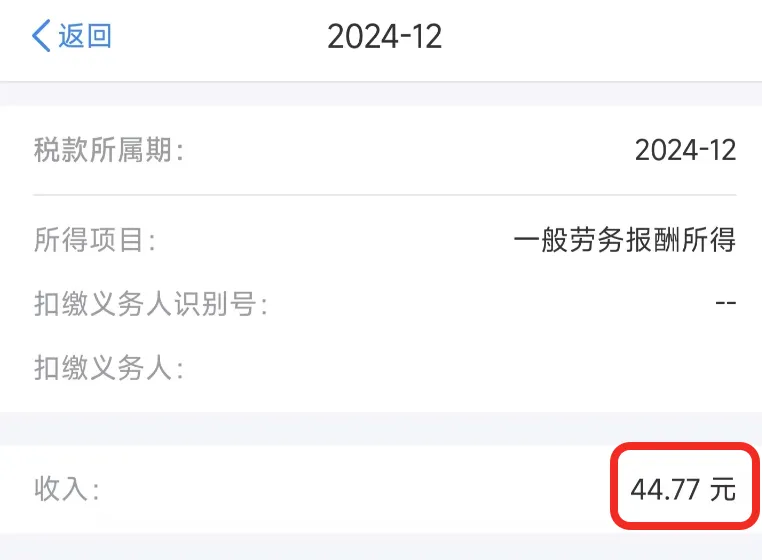 返回 2024-12
税款所属期： 2024-12
所得项目： 一般劳务报酬所得
扣缴义务人识别号： --
扣缴义务人：
收入： 44.77 元